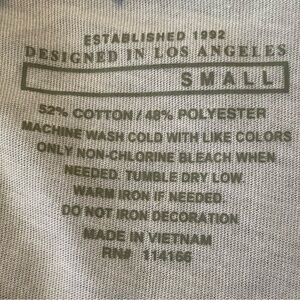 ESTABLISHED 1992
DESIGNED IN LOS ANGELES
SMALL
52% COTTON / 48% POLYESTER
MACHINE WASH COLD WITH LIKE COLORS
ONLY NON-CHLORINE BLEACH WHEN
NEEDED. TUMBLE DRY LOW.
WARM IRON IF NEEDED.
DO NOT IRON DECORATION
MADE IN VIETNAM
RN# 114166